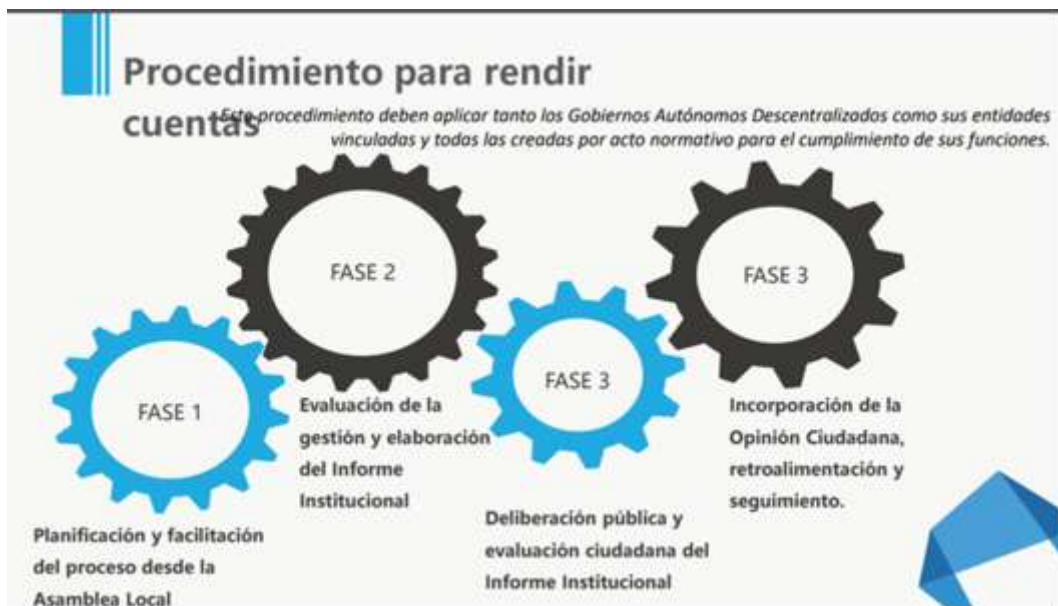 Procedimiento para rendir
cuentas
Este procedimiento deben aplicar tanto los Gobiernos Autónomos Descentralizados como sus entidades
vinculadas y todas las creadas por acto normativo para el cumplimiento de sus funciones.
FASE 1
Planificación y facilitación
del proceso desde la
Asamblea Local
FASE 2
Evaluación de la
gestión y elaboración
del Informe
Institucional
FASE 3
Deliberación pública y
evaluación ciudadana del
Informe Institucional
FASE 3
Incorporación de la
Opinión Ciudadana,
retroalimentación y
seguimiento.